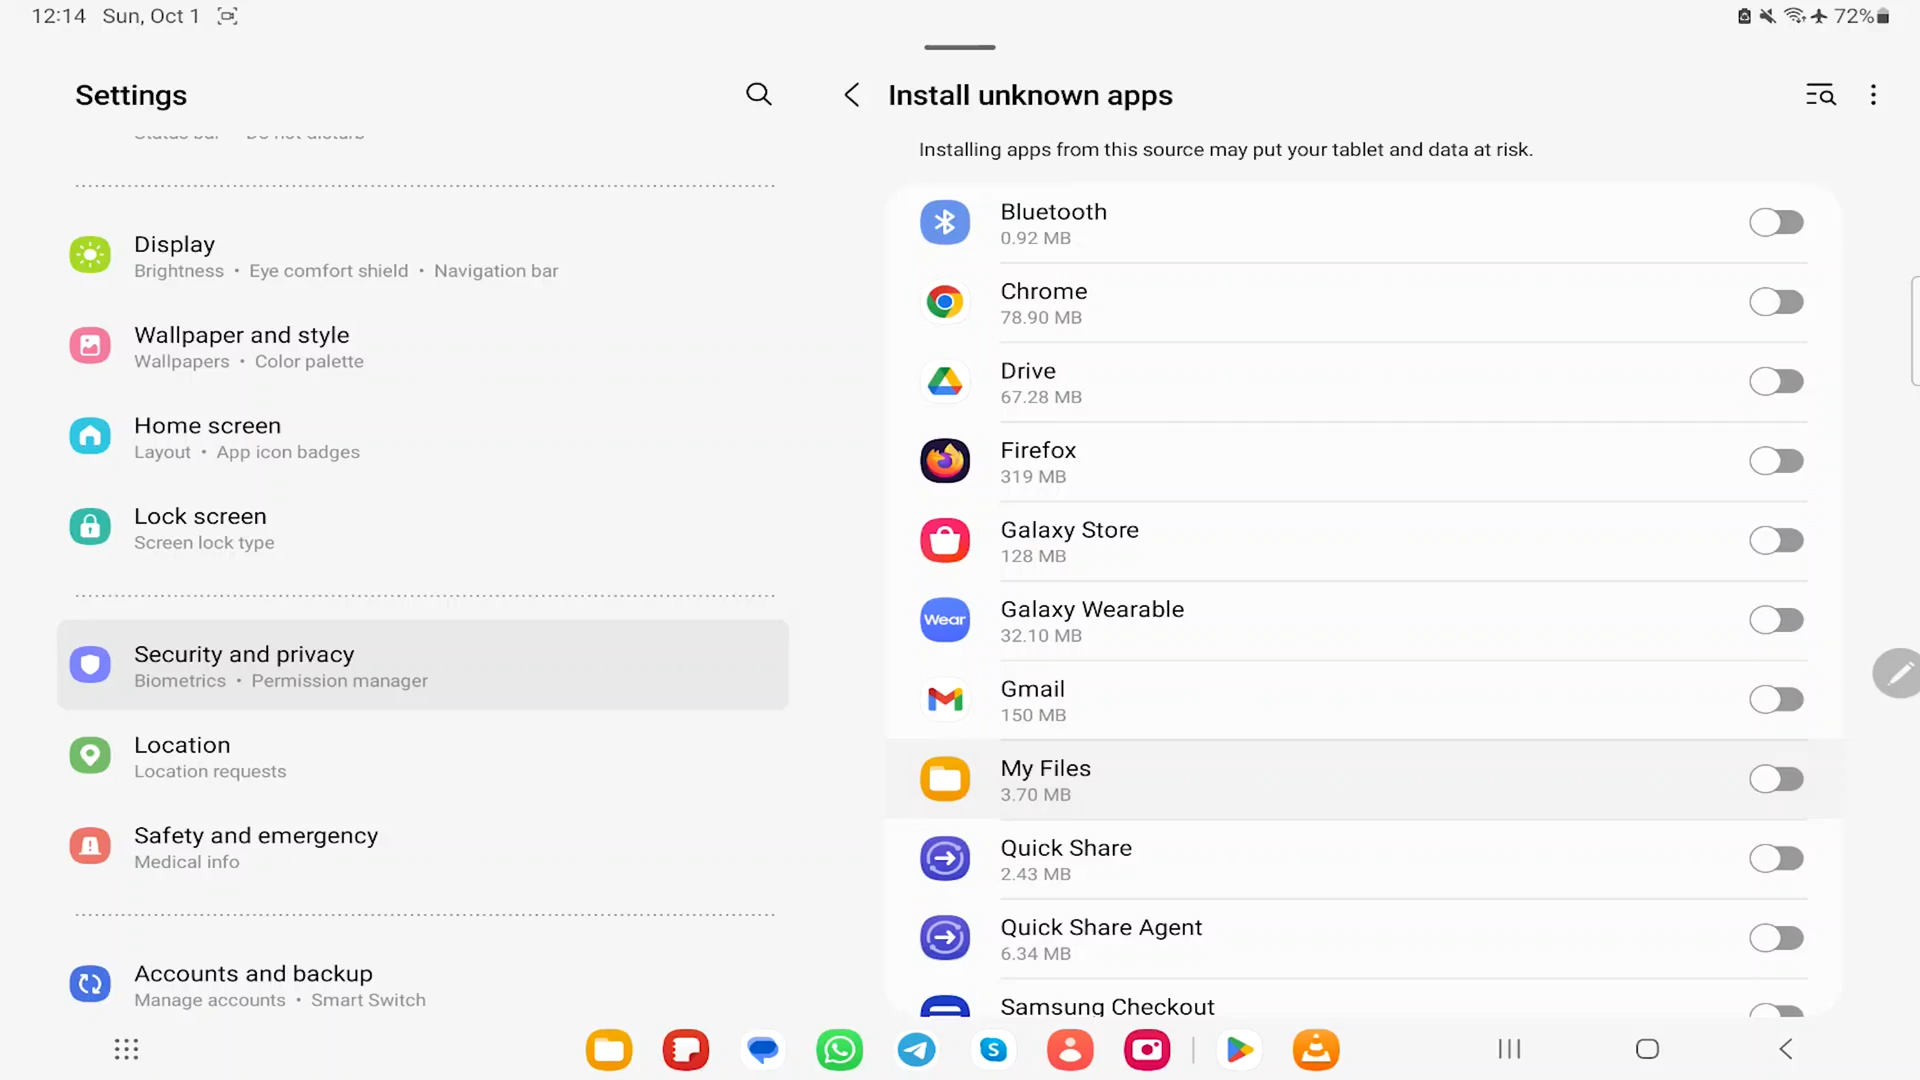 12:14 Sun, Oct 1
72%
Settings
Status bar • Do not disturb
Display
Brightness • Eye comfort shield • Navigation bar
Wallpaper and style
Wallpapers • Color palette
Home screen
Layout • App icon badges
Lock screen
Screen lock type
Security and privacy
Biometrics • Permission manager
Location
Location requests
Safety and emergency
Medical info
Accounts and backup
Manage accounts • Smart Switch
Install unknown apps
Installing apps from this source may put your tablet and data at risk.
Bluetooth
0.92 MB
Chrome
78.90 MB
Drive
67.28 MB
Firefox
319 MB
Galaxy Store
128 MB
Wear
Galaxy Wearable
32.10 MB
Gmail
150 MB
My Files
3.70 MB
Quick Share
2.43 MB
Quick Share Agent
6.34 MB
Samsung Checkout